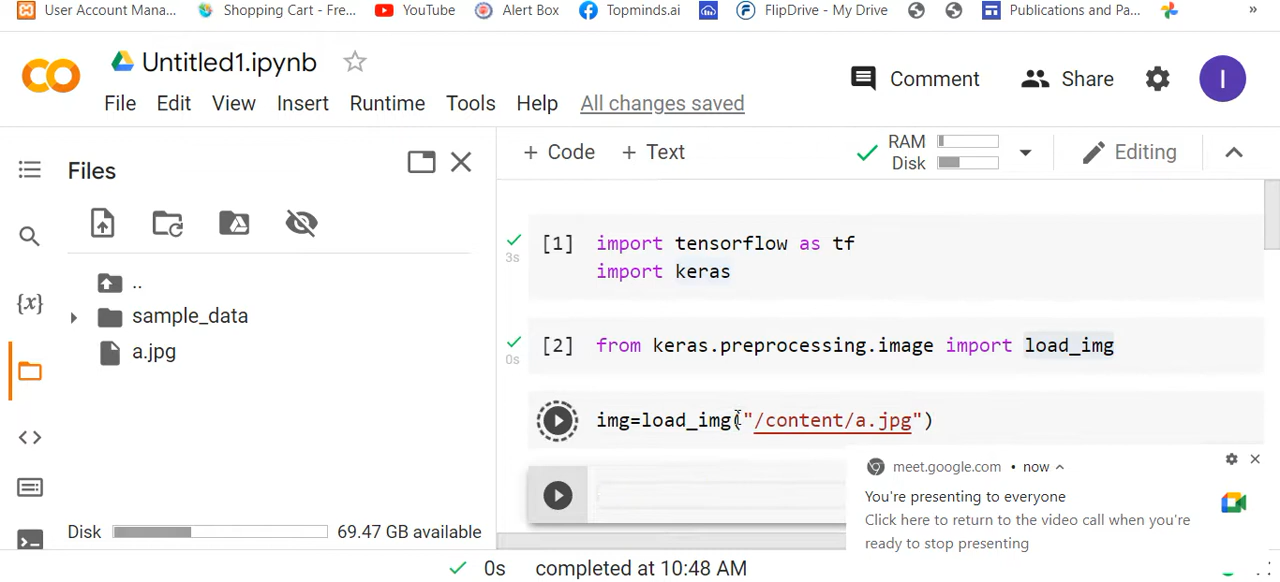 User Account Mana... Shopping Cart - Fre... YouTube Alert Box Topminds.ai FlipDrive - My Drive Publications and Pa... »
Untitled1.ipynb
Comment Share I
File Edit View Insert Runtime Tools Help All changes saved
Files
+ Code + Text RAM Disk Editing
[1] import tensorflow as tf
3s import keras
..
sample_data
a.jpg
{x}
[2] from keras.preprocessing.image import load_img
0s
img=load_img("/content/a.jpg")
meet.google.com • now
You're presenting to everyone
Click here to return to the video call when you're
ready to stop presenting
Disk 69.47 GB available
0s completed at 10:48 AM